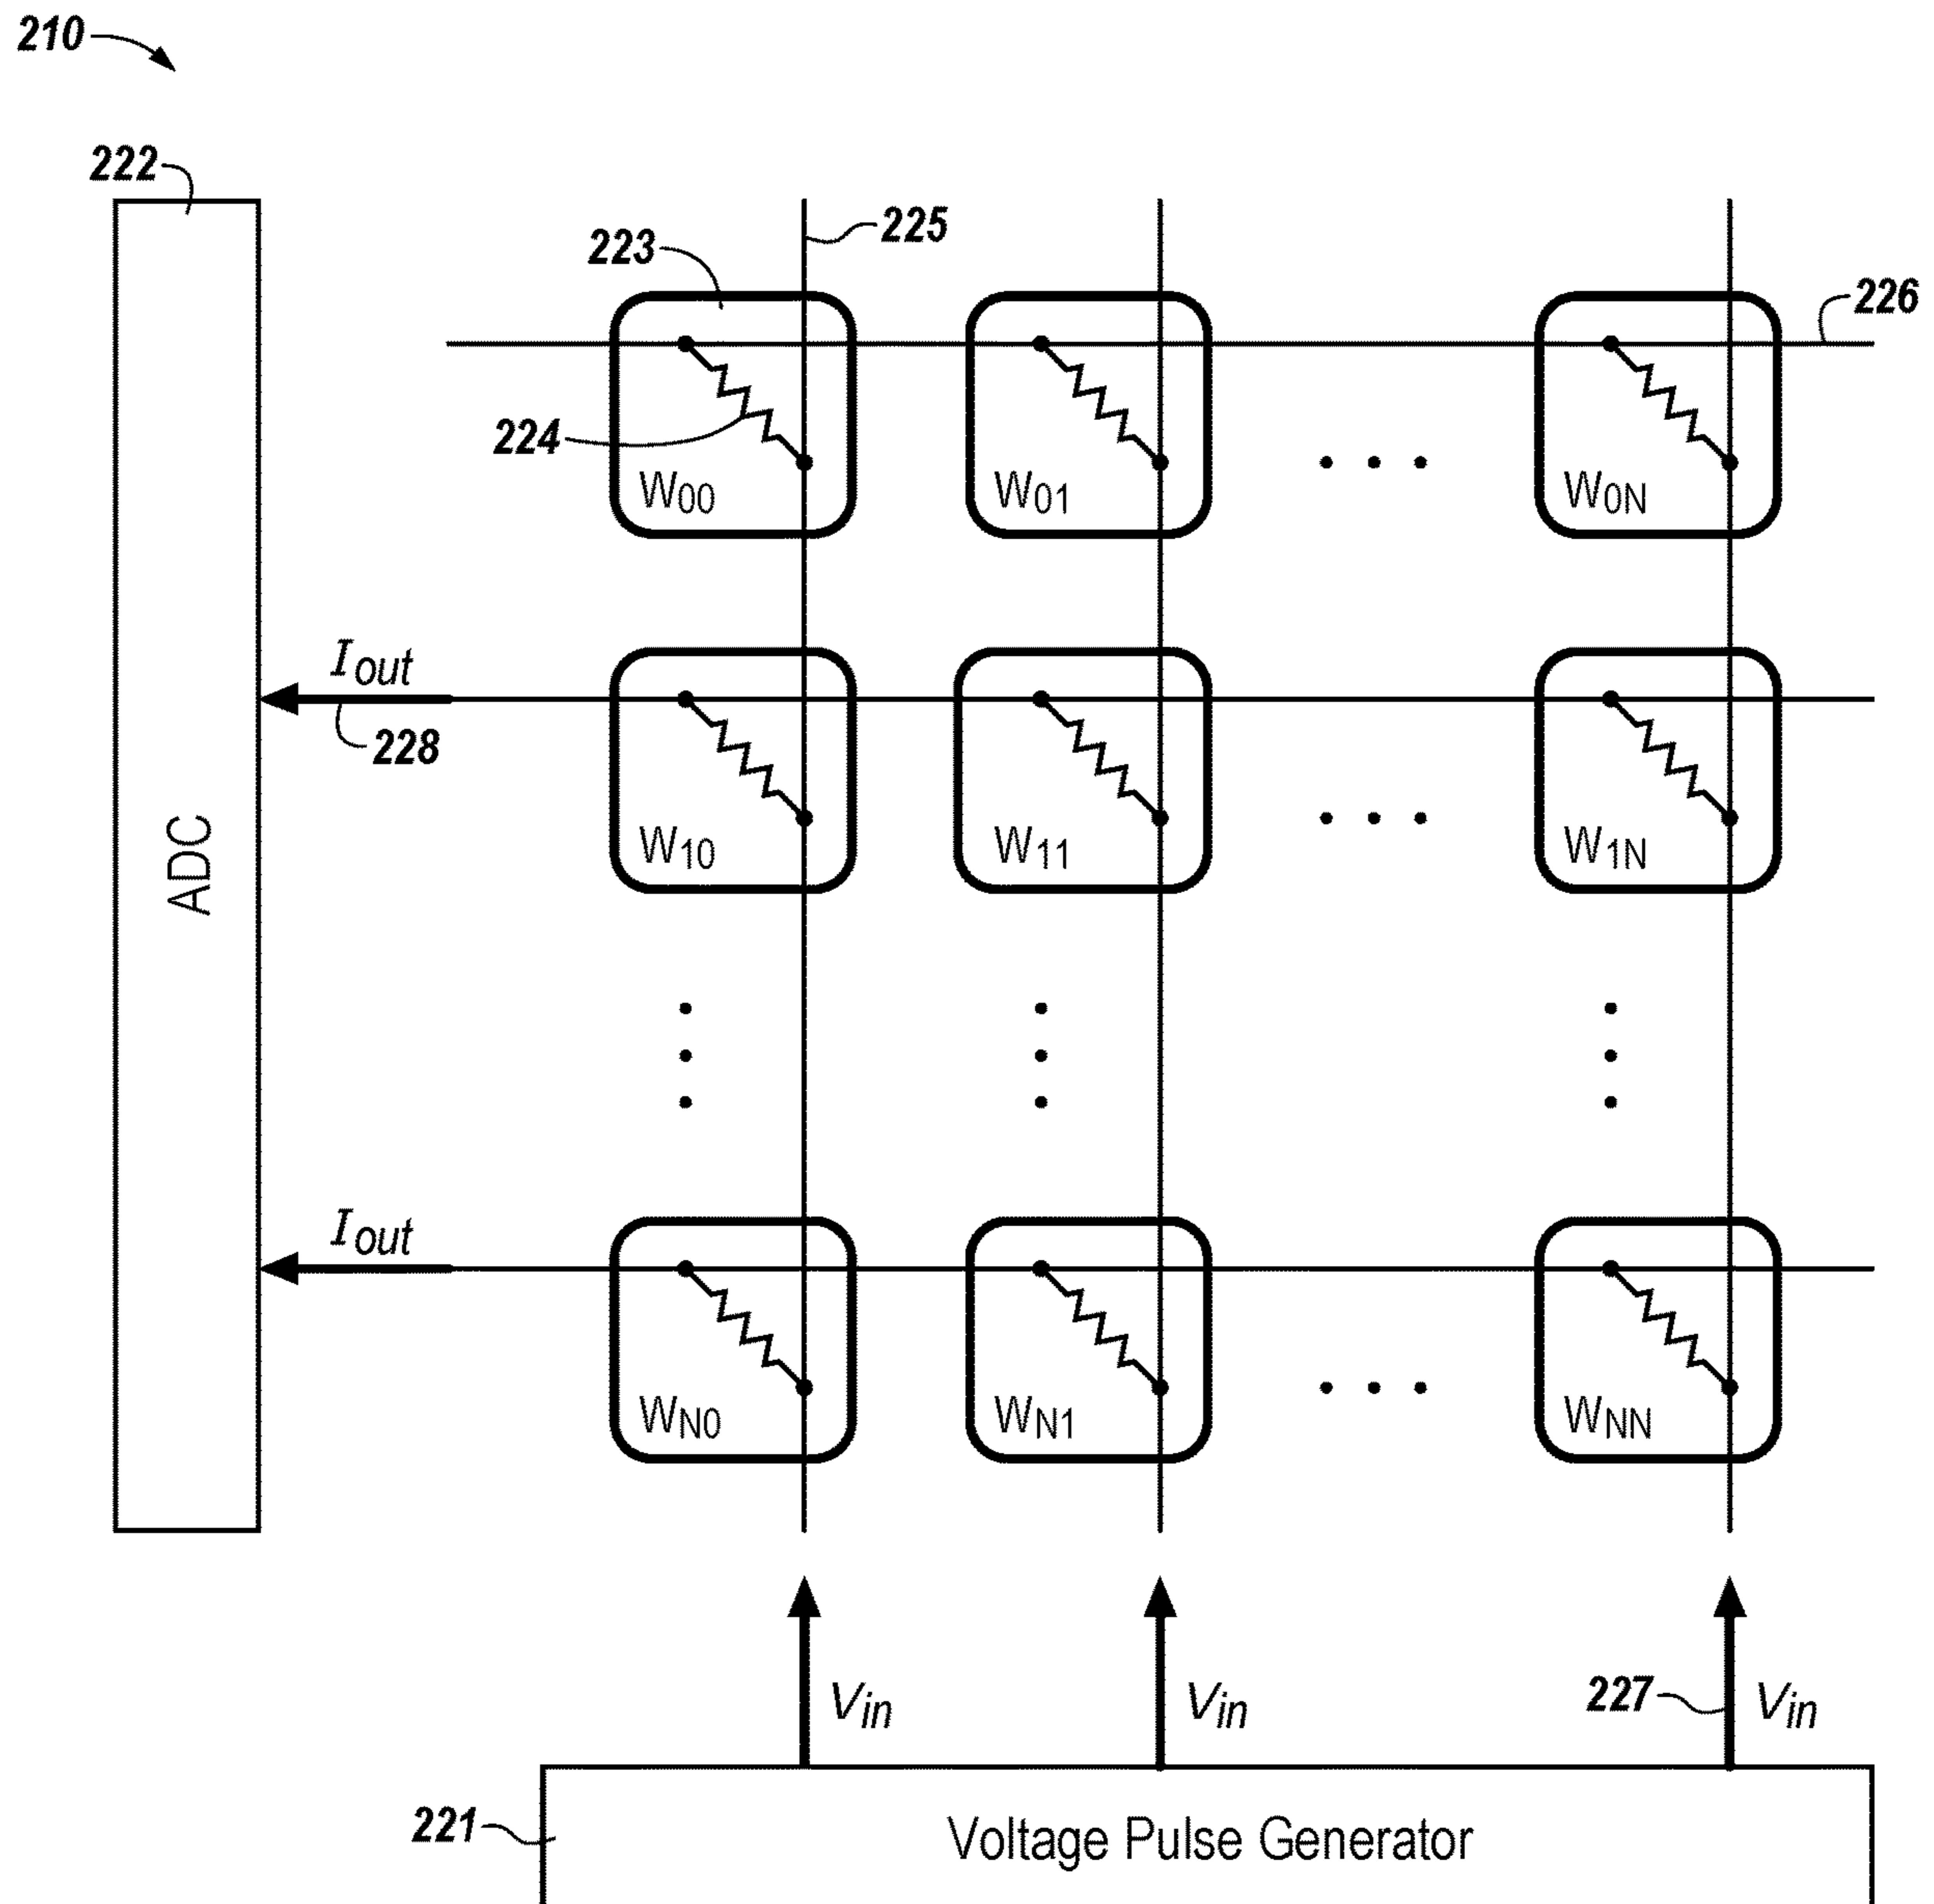 210
222
225
223
226
224
W00
W01
W0N
Iout
228
W10
W11
W1N
ADC
Iout
WN0
WN1
WNN
Vin
Vin
227
Vin
221
Voltage Pulse Generator